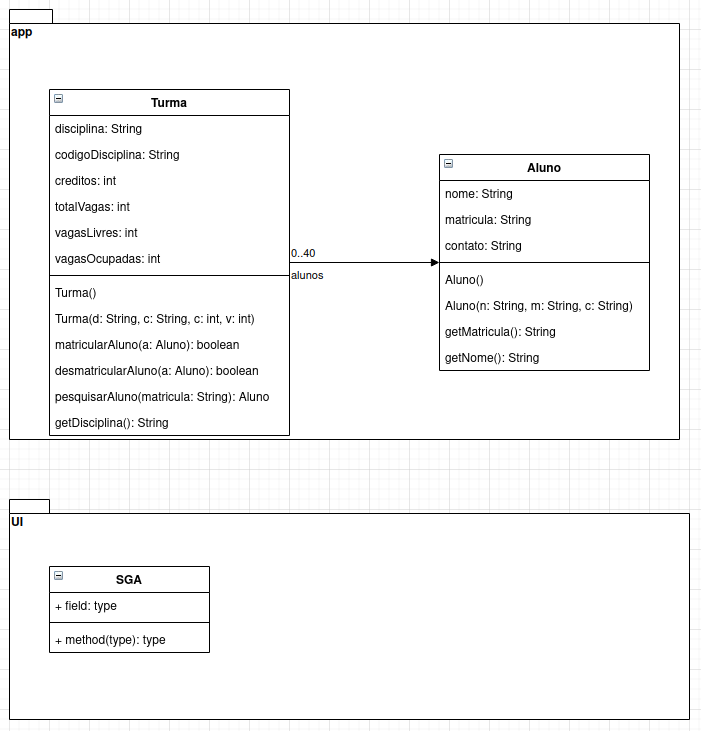 app
Turma
disciplina: String
codigoDisciplina: String
creditos: int
totalVagas: int
vagasLivres: int
vagasOcupadas: int
Turma()
Turma(d: String, c: String, c: int, v: int)
matricularAluno(a: Aluno): boolean
desmatricularAluno(a: Aluno): boolean
pesquisarAluno(matricula: String): Aluno
getDisciplina(): String
0..40
alunos
Aluno
nome: String
matricula: String
contato: String
Aluno()
Aluno(n: String, m: String, c: String)
getMatricula(): String
getNome(): String
UI
SGA
+ field: type
+ method(type): type